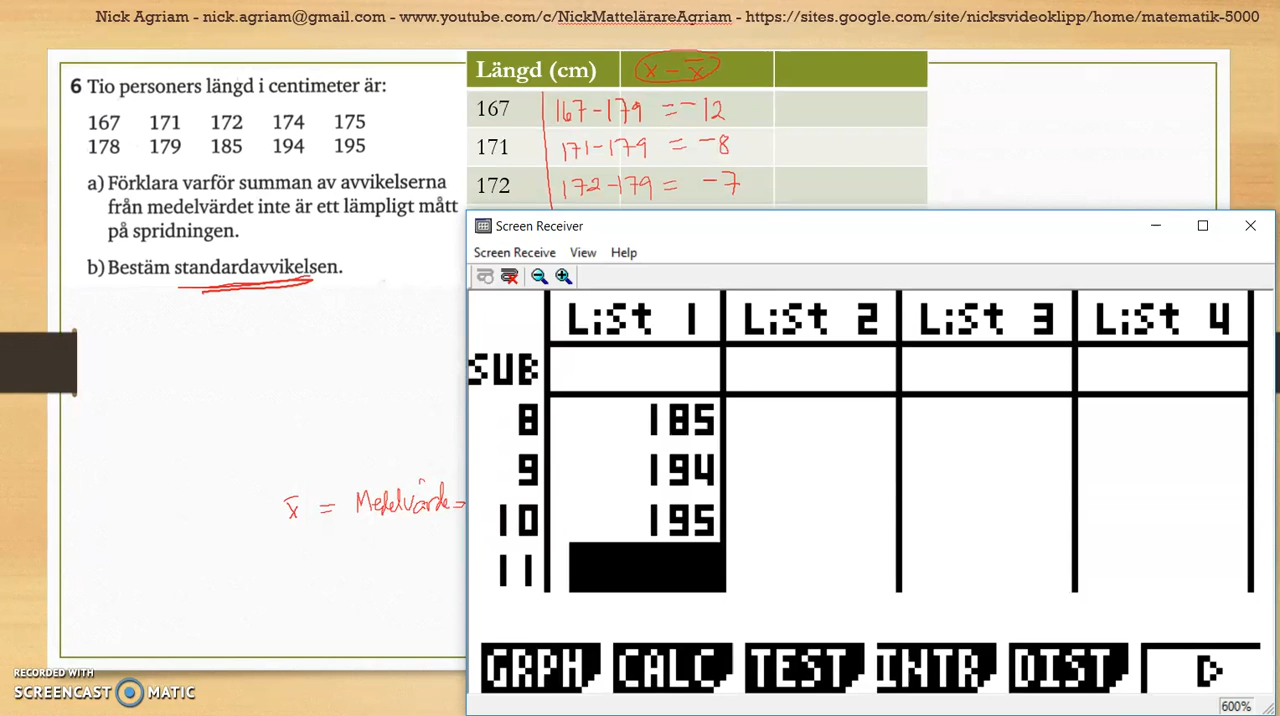 Nick Agriam - nick.agriam@gmail.com - www.youtube.com/c/NickMattelärareAgriam - https://sites.google.com/site/nicksvideoklipp/home/matematik-5000
6 Tio personers längd i centimeter är:
167 171 172 174 175
178 179 185 194 195
a) Förklara varför summan av avvikelserna
från medelvärdet inte är ett lämpligt mått
på spridningen.
b) Bestäm standardavvikelsen.
x̄ = Medelvärde =
Längd (cm) x - x̄
167 167-179 = -12
171 171-179 = -8
172 172-179 = -7
Screen Receiver
Screen Receive View Help
List 1 List 2 List 3 List 4
SUB
8 185
9 194
10 195
11
GRPH CALC TEST INTR DIST
600%
RECORDED WITH
SCREENCAST MATIC